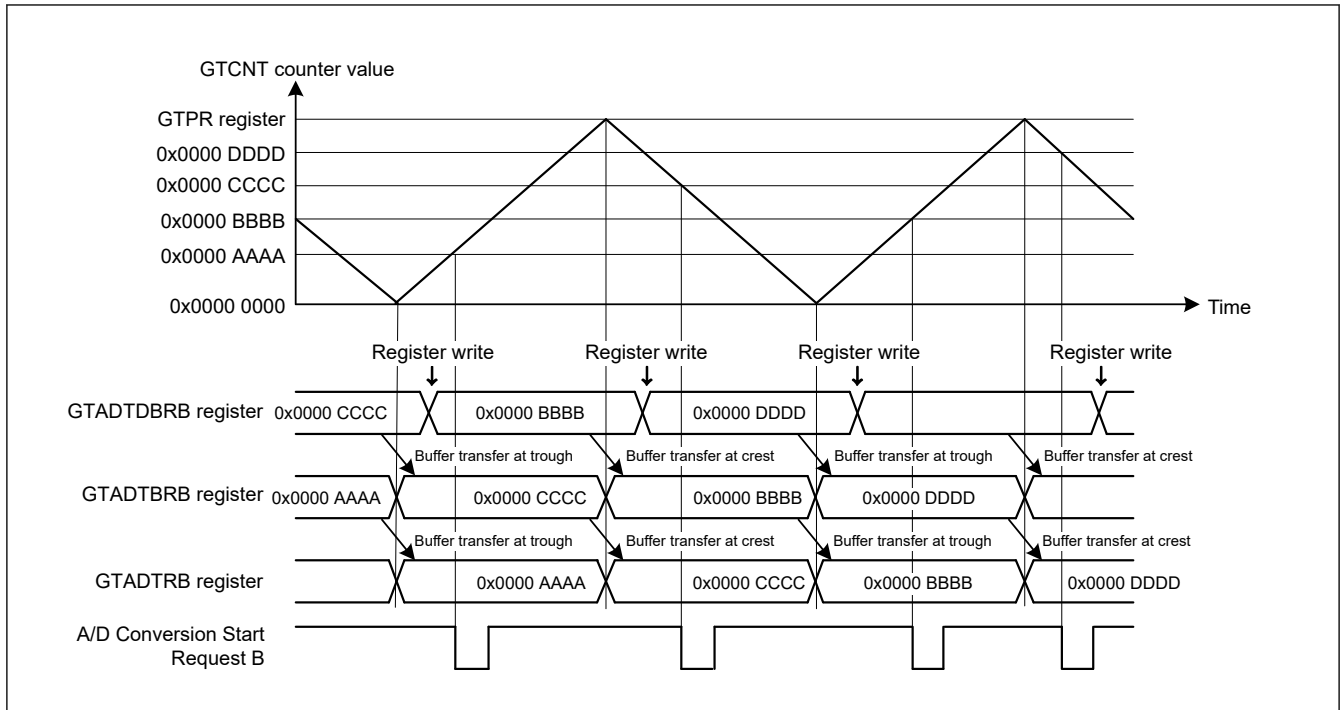 GTCNT counter value
GTPR register
0x0000 DDDD
0x0000 CCCC
0x0000 BBBB
0x0000 AAAA
0x0000 0000
Time
Register write Register write Register write Register write
GTADTDBRB register 0x0000 CCCC 0x0000 BBBB 0x0000 DDDD
Buffer transfer at trough Buffer transfer at crest Buffer transfer at trough Buffer transfer at crest
GTADTBRB register 0x0000 AAAA 0x0000 CCCC 0x0000 BBBB 0x0000 DDDD
Buffer transfer at trough Buffer transfer at crest Buffer transfer at trough Buffer transfer at crest
GTADTRB register 0x0000 AAAA 0x0000 CCCC 0x0000 BBBB 0x0000 DDDD
A/D Conversion Start
Request B